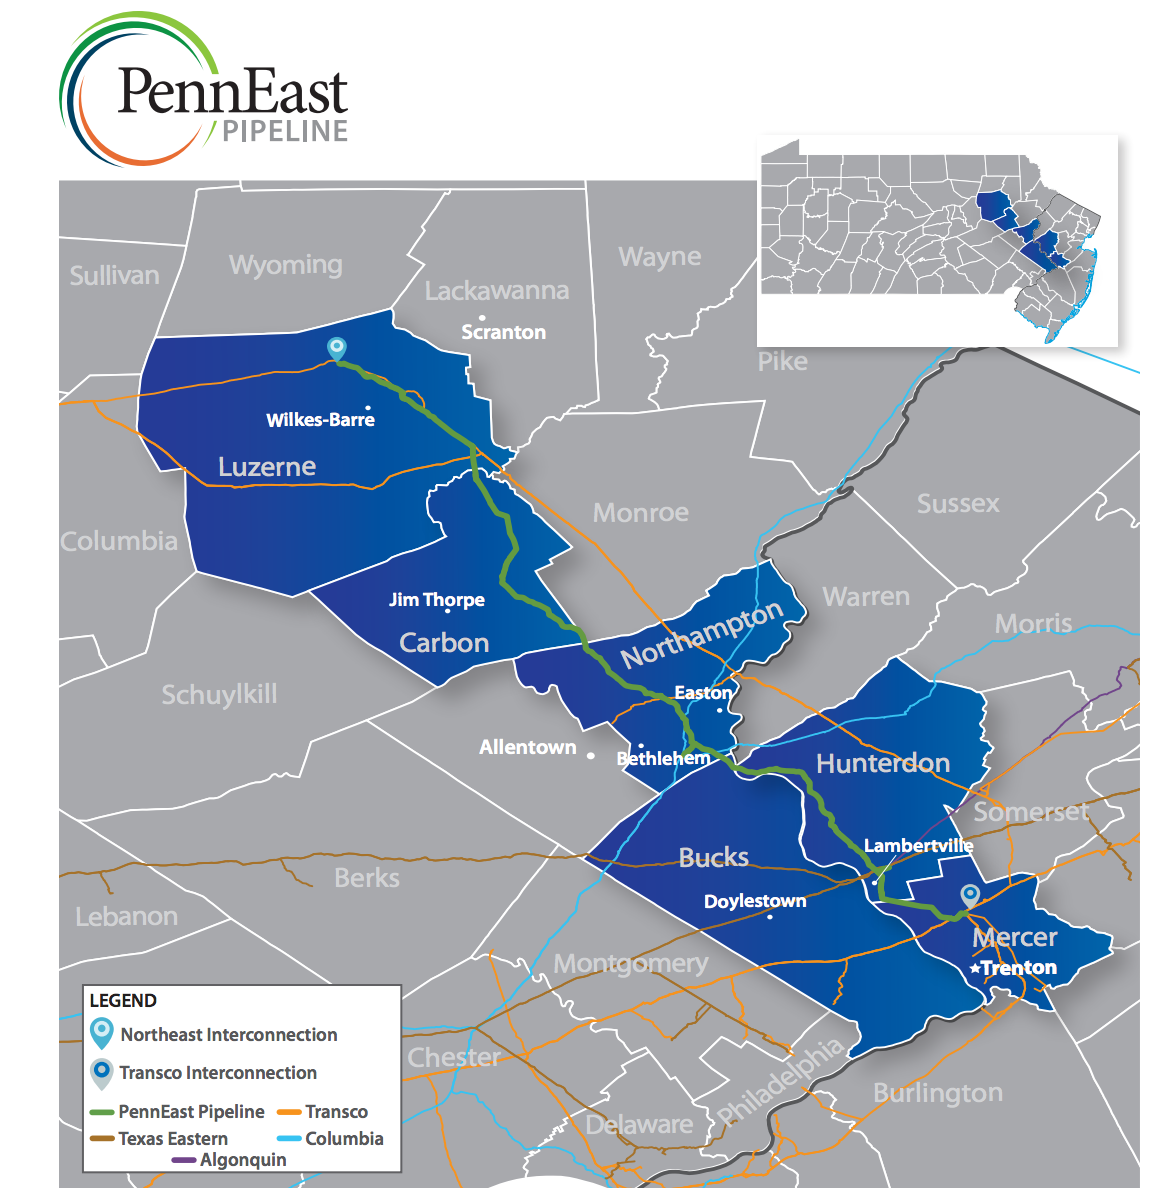 PennEast
PIPELINE
Sullivan
Wyoming
Wayne
Lackawanna
Scranton
Pike
Wilkes-Barre
Luzerne
Columbia
Monroe
Sussex
Jim Thorpe
Carbon
Northampton
Warren
Morris
Schuylkill
Easton
Allentown
Bethlehem
Hunterdon
Somerset
Lambertville
Bucks
Berks
Doylestown
Lebanon
Mercer
Trenton
Montgomery
Chester
Philadelphia
Burlington
Delaware
LEGEND
Northeast Interconnection
Transco Interconnection
PennEast Pipeline
Transco
Texas Eastern
Columbia
Algonquin